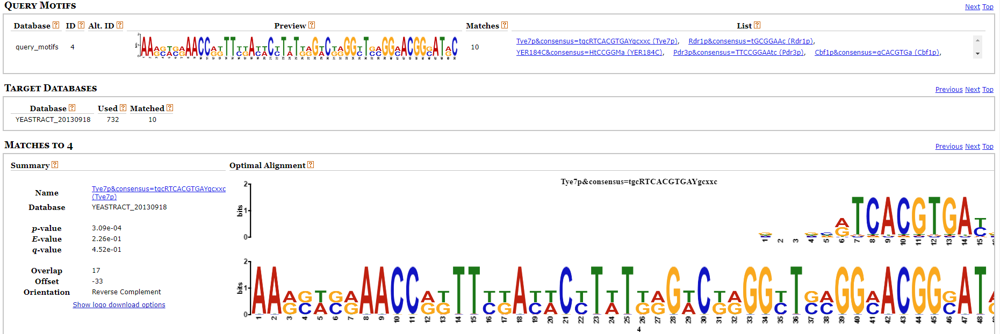 QUERY MOTIFS
Next Top
Database ? ID ? Alt. ID ? Preview ? Matches ? List ?
query_motifs 4 10 Tye7p&consensus=tgcRTCACGTGAYgcxxc (Tye7p), Rdr1p&consensus=tGCGGAAc (Rdr1p),
YER184C&consensus=HtCCGGMa (YER184C), Pdr3p&consensus=TTCCGGAAtc (Pdr3p), Cbf1p&consensus=gCACGTGa (Cbf1p),
TARGET DATABASES
Previous Next Top
Database ? Used ? Matched ?
YEASTRACT_20130918 732 10
MATCHES TO 4
Previous Next Top
Summary ?
Optimal Alignment ?
Name Tye7p&consensus=tgcRTCACGTGAYgcxxc
(Tye7p)
Database YEASTRACT_20130918
p-value 3.09e-04
E-value 2.26e-01
q-value 4.52e-01
Overlap 17
Offset -33
Orientation Reverse Complement
Show logo download options
Tye7p&consensus=tgcRTCACGTGAYgcxxc
2
bits
1
0
TCACGTGA
1 2 3 4 5 6 7 8 9 10 11 12 13 14 15
2
bits
1
0
1 2 3 4 5 6 7 8 9 10 11 12 13 14 15 16 17 18 19 20 21 22 23 24 25 26 27 28 29 30 31 32 33 34 35 36 37 38 39 40 41 42 43 44 45 46 47 48
4